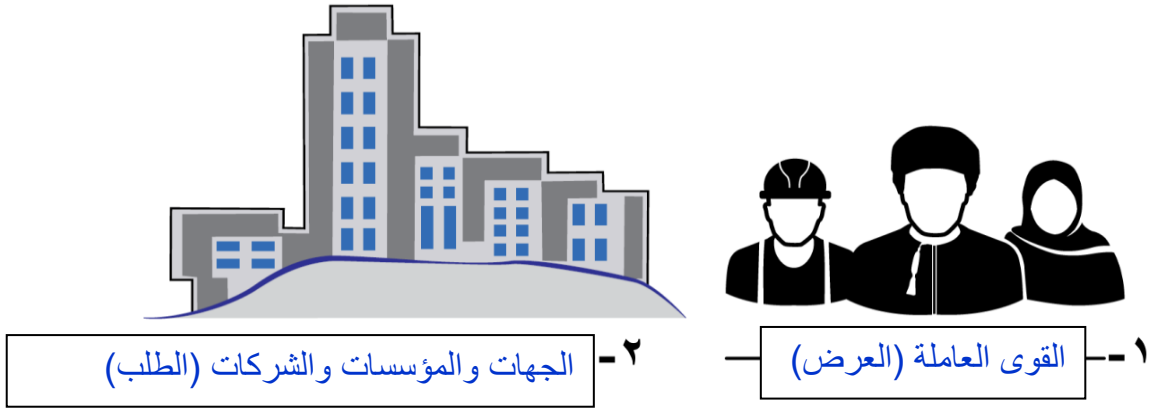 ١- القوى العاملة (العرض)
٢- الجهات والمؤسسات والشركات (الطلب)